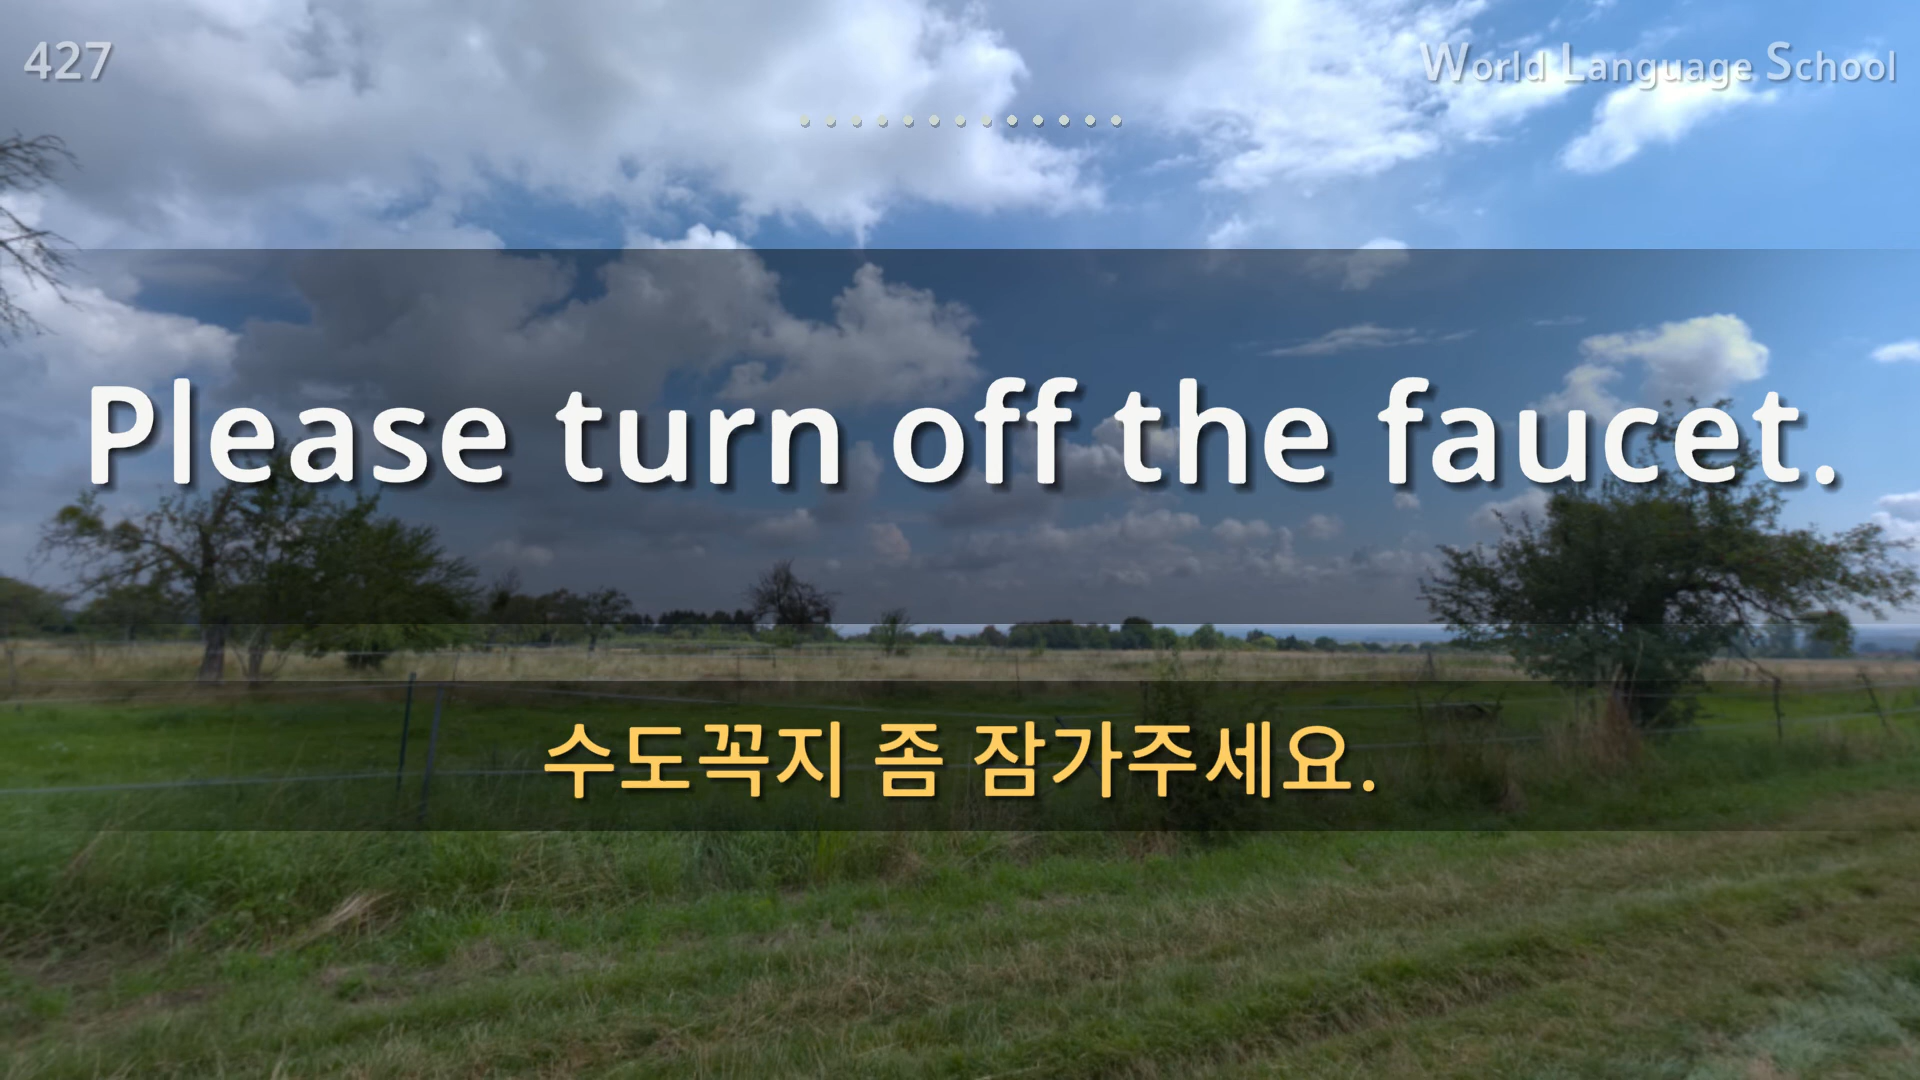 427
World Language School
Please turn off the faucet.
수도꼭지 좀 잠가주세요.